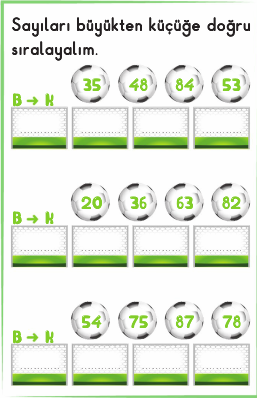 Sayıları büyükten küçüğe doğru
sıralayalım.
35 48 84 53
B → K
20 36 63 82
B → K
54 75 87 78
B → K